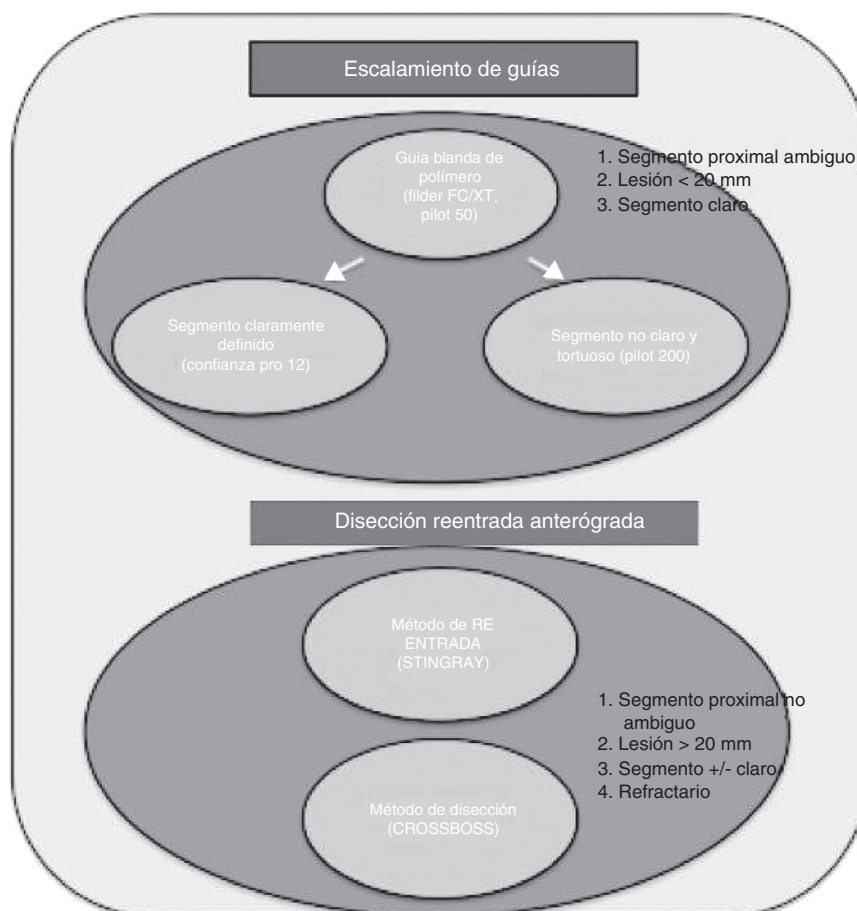 Escalamiento de guías
Guia blanda de
polímero
(filder FC/XT,
pilot 50)
1. Segmento proximal ambiguo
2. Lesión < 20 mm
3. Segmento claro
Segmento claramente
definido
(confianza pro 12)
Segmento no claro y
tortuoso (pilot 200)
Disección reentrada anterógrada
Método de RE
ENTRADA
(STINGRAY)
1. Segmento proximal no
ambiguo
2. Lesión > 20 mm
3. Segmento +/- claro
4. Refractario
Método de disección
(CROSSBOSS)